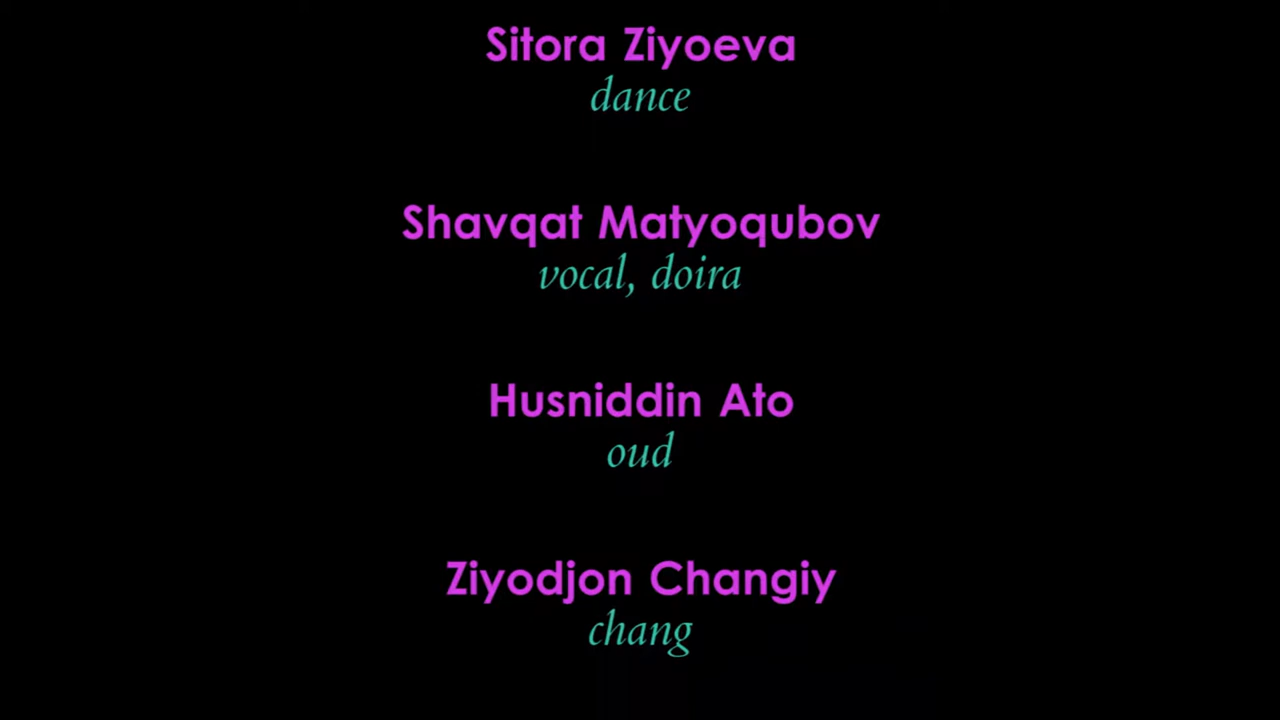 Sitora Ziyoeva
dance
Shavqat Matyoqubov
vocal, doira
Husniddin Ato
oud
Ziyodjon Changiy
chang